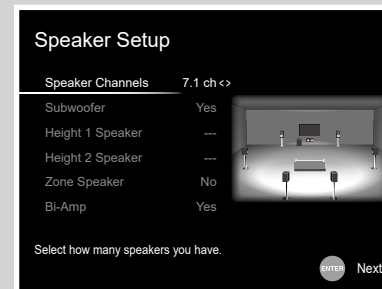 Speaker Setup
Speaker Channels 7.1 ch<>
Subwoofer Yes
Height 1 Speaker ---
Height 2 Speaker ---
Zone Speaker No
Bi-Amp Yes
Select how many speakers you have.
ENTER Next